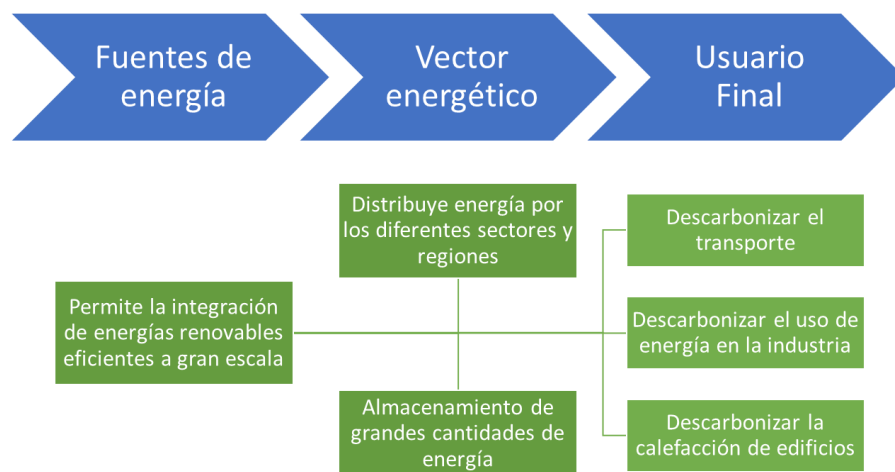 Fuentes de
energía
Vector
energético
Usuario
Final
Distribuye energía por
los diferentes sectores y
regiones
Descarbonizar el
transporte
Permite la integración
de energías renovables
eficientes a gran escala
Descarbonizar el uso de
energía en la industria
Almacenamiento de
grandes cantidades de
energía
Descarbonizar la
calefacción de edificios